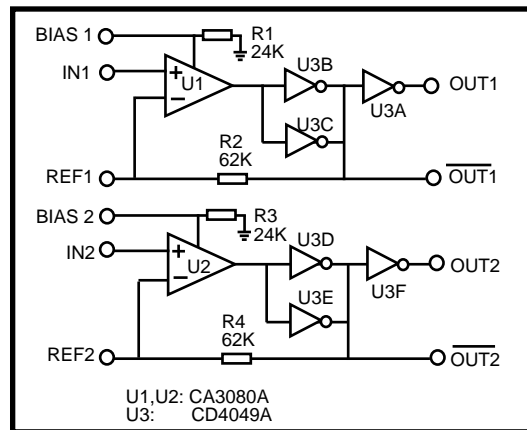 BIAS 1
R1
24K
IN1
U1
U3B
U3A
OUT1
U3C
R2
62K
REF1
OUT1
BIAS 2
R3
24K
IN2
U2
U3D
U3F
OUT2
U3E
R4
62K
REF2
OUT2
U1,U2: CA3080A
U3: CD4049A